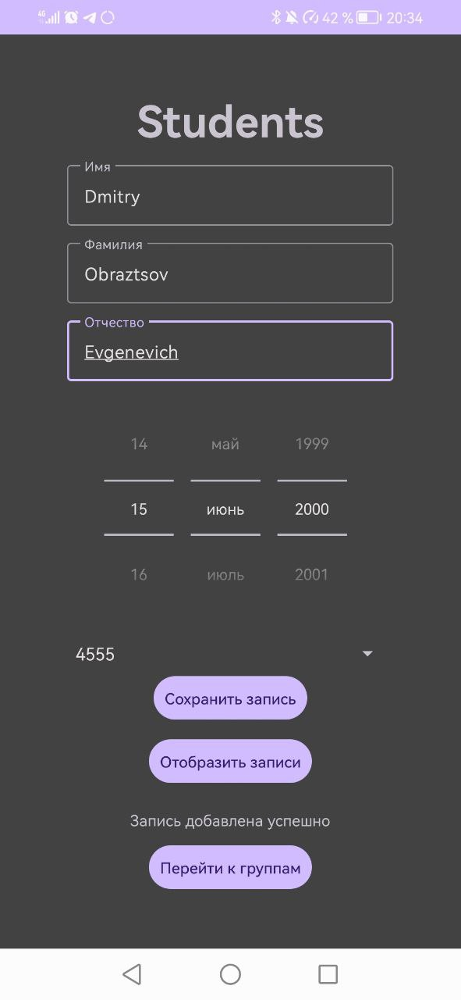 4G 42 % 20:34
Students
Имя
Dmitry
Фамилия
Obraztsov
Отчество
Evgenevich
14 май 1999
15 июнь 2000
16 июль 2001
4555
Сохранить запись
Отобразить записи
Запись добавлена успешно
Перейти к группам